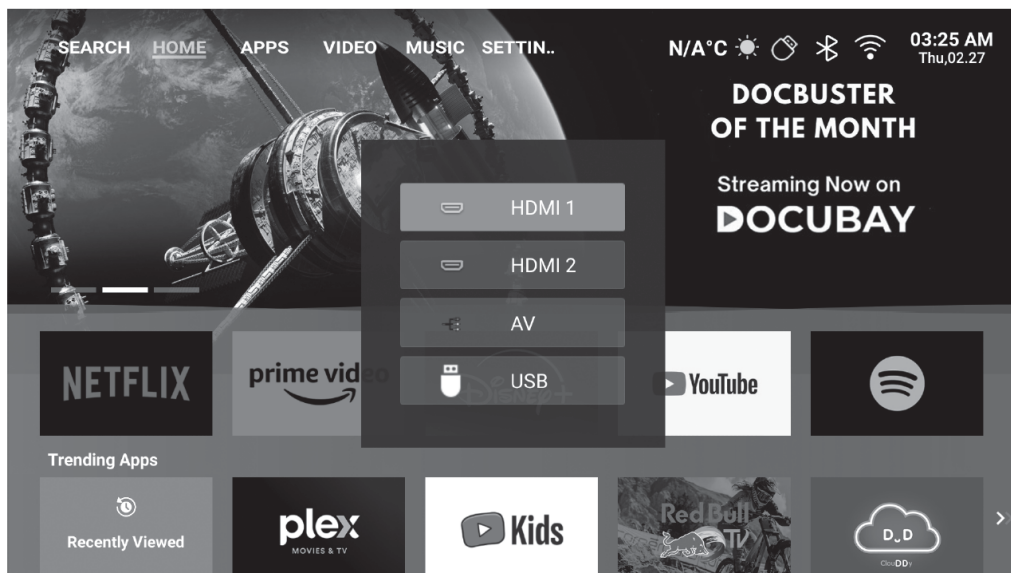 SEARCH HOME APPS VIDEO MUSIC SETTIN..
N/A°C
03:25 AM
Thu,02.27
DOCBUSTER
OF THE MONTH
Streaming Now on
DOCUBAY
HDMI 1
HDMI 2
AV
USB
NETFLIX
prime video
Disney+
YouTube
Trending Apps
Recently Viewed
plex
MOVIES & TV
Kids
Red Bull
TV
D_D
ClouDDy